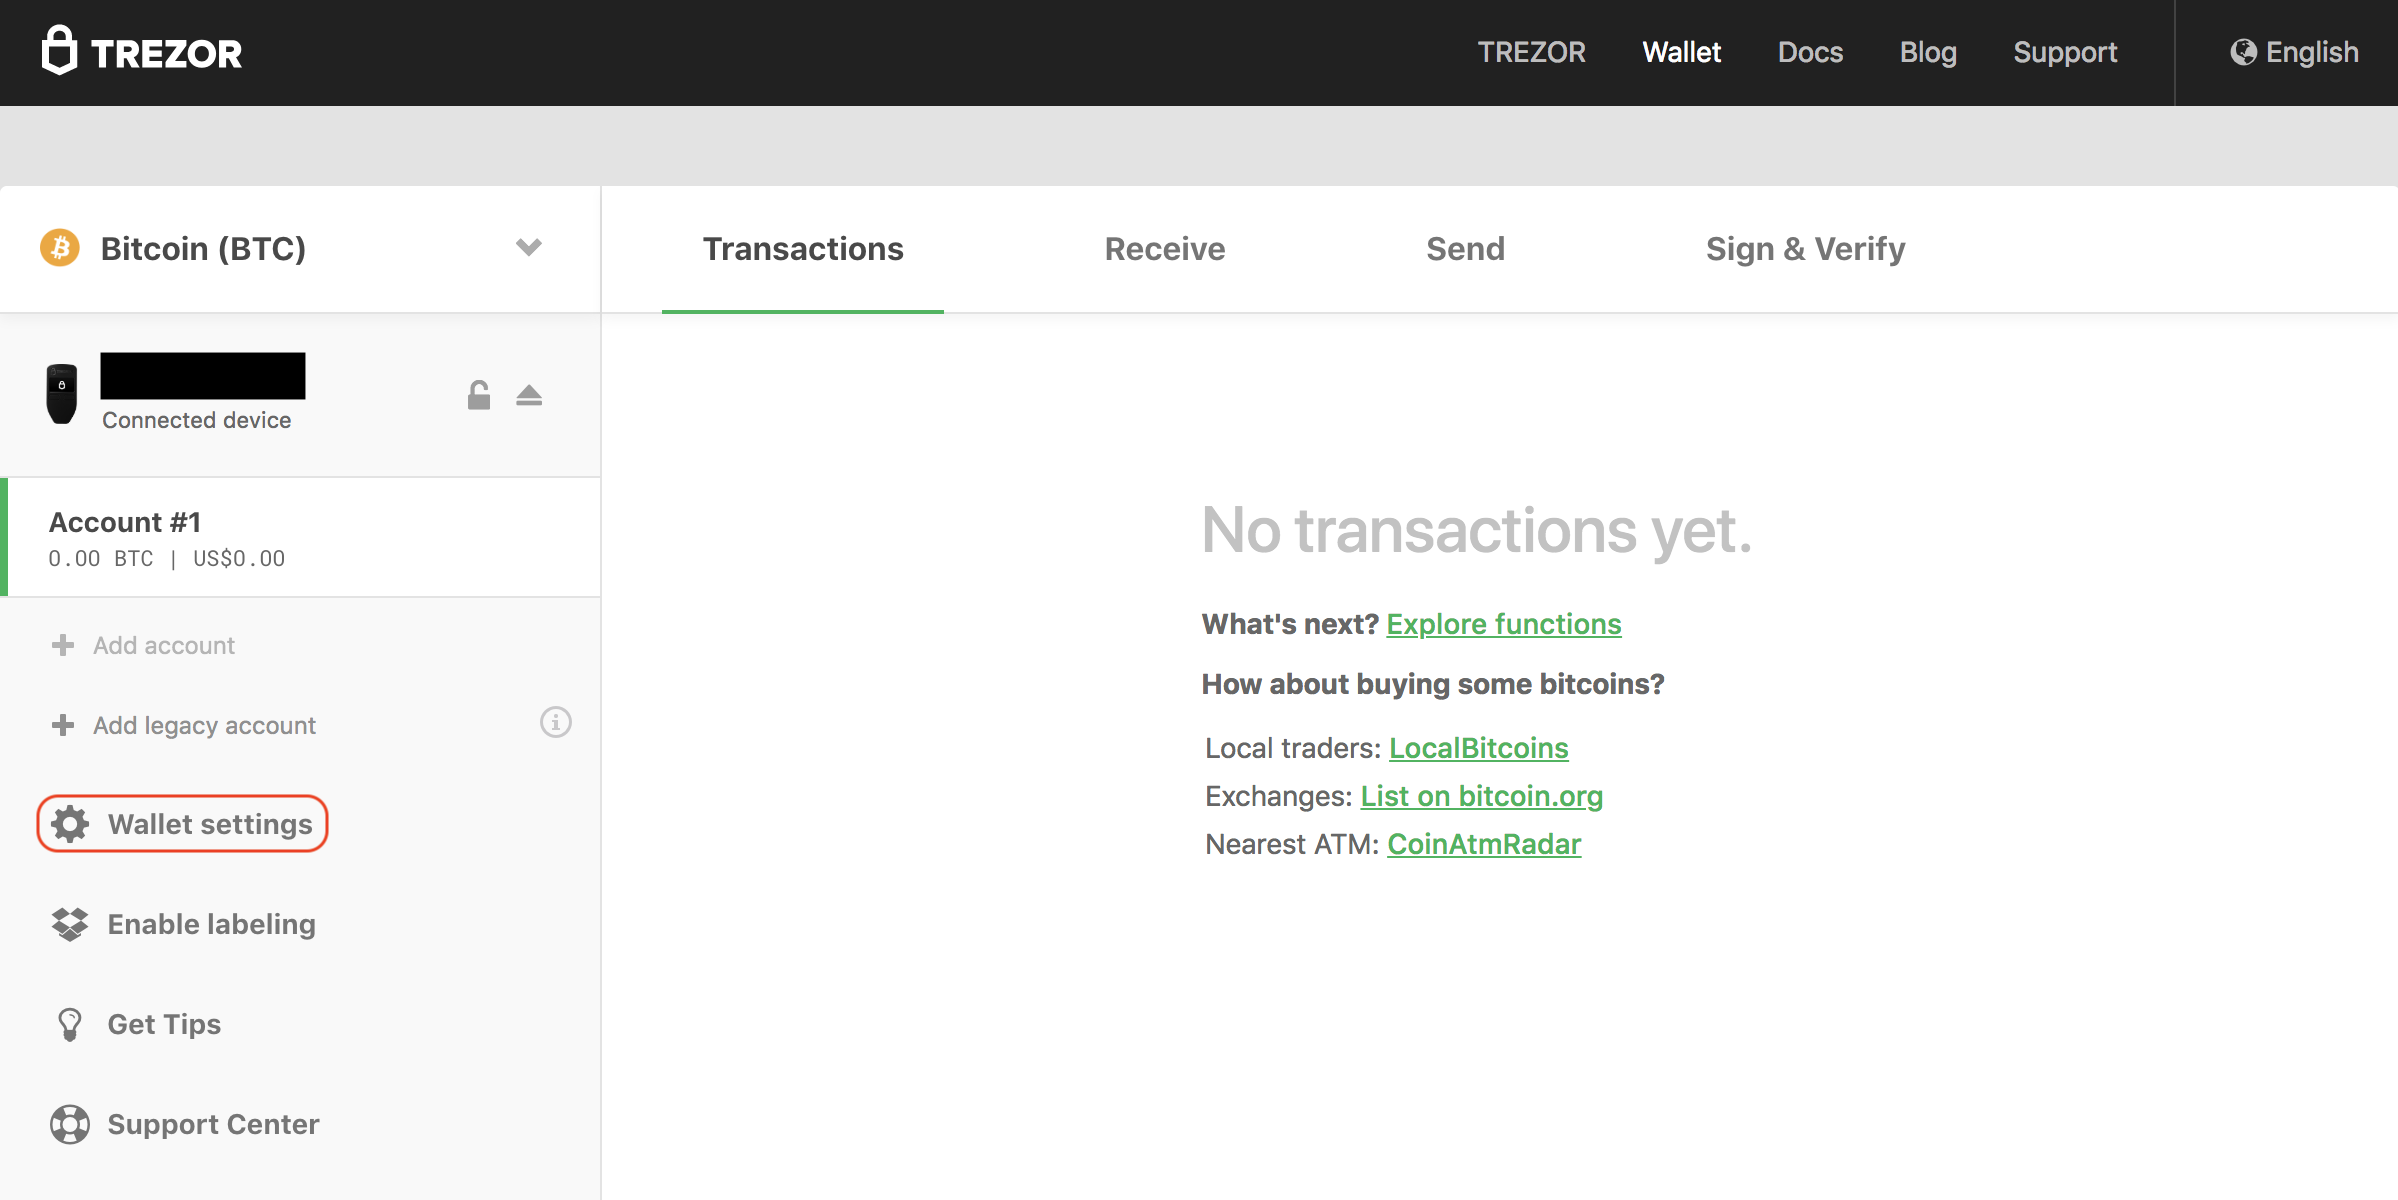 TREZOR
TREZOR Wallet Docs Blog Support English
Bitcoin (BTC)
Transactions Receive Send Sign & Verify
Connected device
Account #1
0.00 BTC | US$0.00
Add account
Add legacy account
Wallet settings
Enable labeling
Get Tips
Support Center
No transactions yet.
What's next? Explore functions
How about buying some bitcoins?
Local traders: LocalBitcoins
Exchanges: List on bitcoin.org
Nearest ATM: CoinAtmRadar